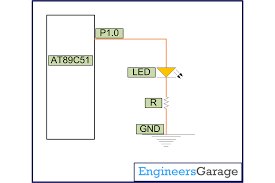 P1.0
AT89C51
LED
R
GND
EngineersGarage